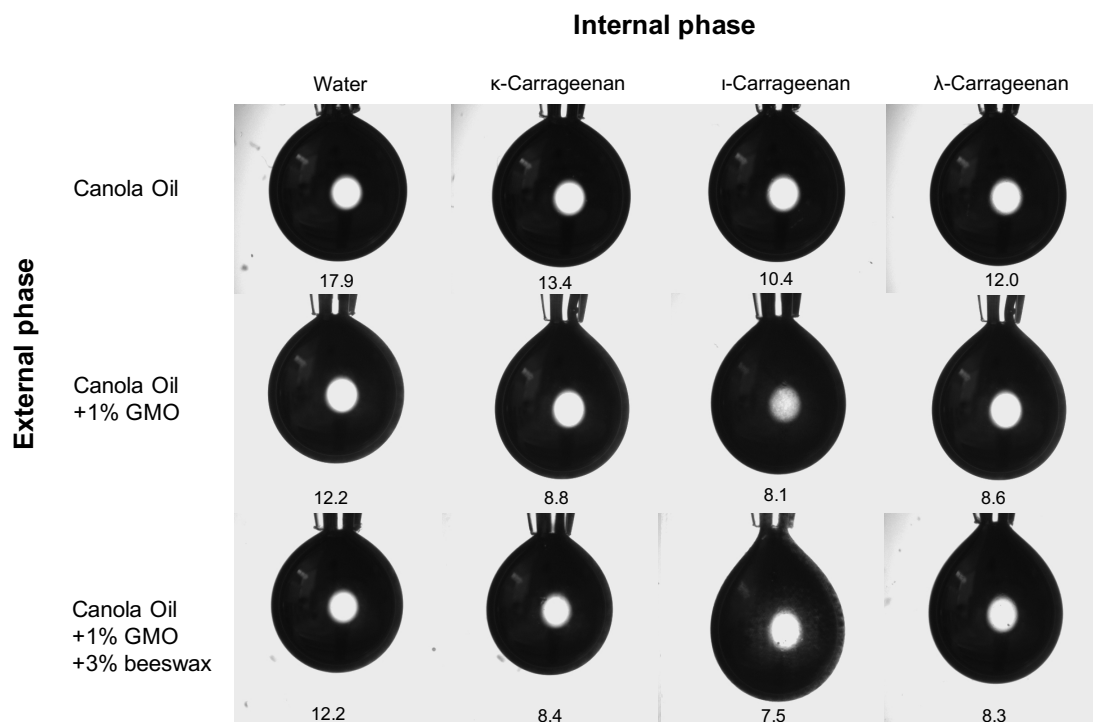 Internal phase
Water κ-Carrageenan ι-Carrageenan λ-Carrageenan
External phase
Canola Oil
17.9 13.4 10.4 12.0
Canola Oil
+1% GMO
12.2 8.8 8.1 8.6
Canola Oil
+1% GMO
+3% beeswax
12.2 8.4 7.5 8.3